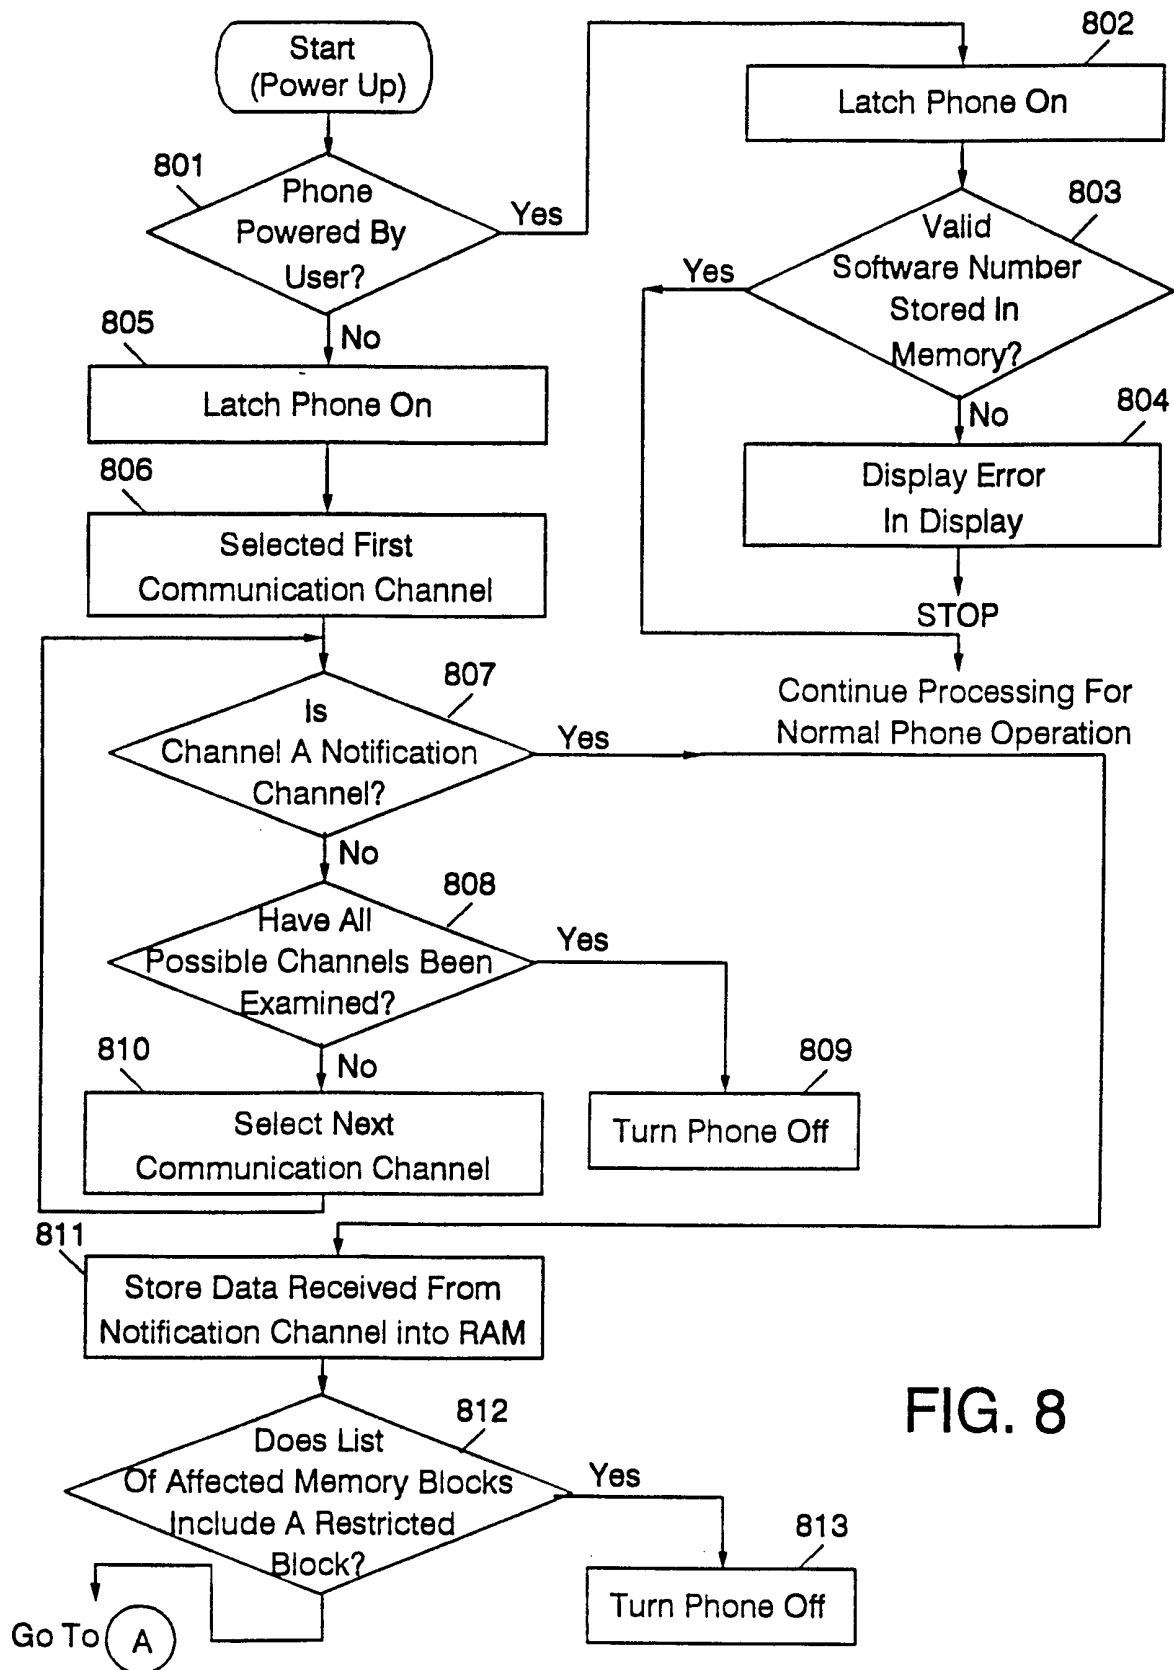 Start
(Power Up)
801
Phone
Powered By
User?
Yes
No
802
Latch Phone On
803
Valid
Software Number
Stored In
Memory?
Yes
No
804
Display Error
In Display
STOP
Continue Processing For
Normal Phone Operation
805
Latch Phone On
806
Selected First
Communication Channel
807
Is
Channel A Notification
Channel?
Yes
No
808
Have All
Possible Channels Been
Examined?
Yes
No
809
Turn Phone Off
810
Select Next
Communication Channel
811
Store Data Received From
Notification Channel into RAM
812
Does List
Of Affected Memory Blocks
Include A Restricted
Block?
Yes
813
Turn Phone Off
Go To A
FIG. 8